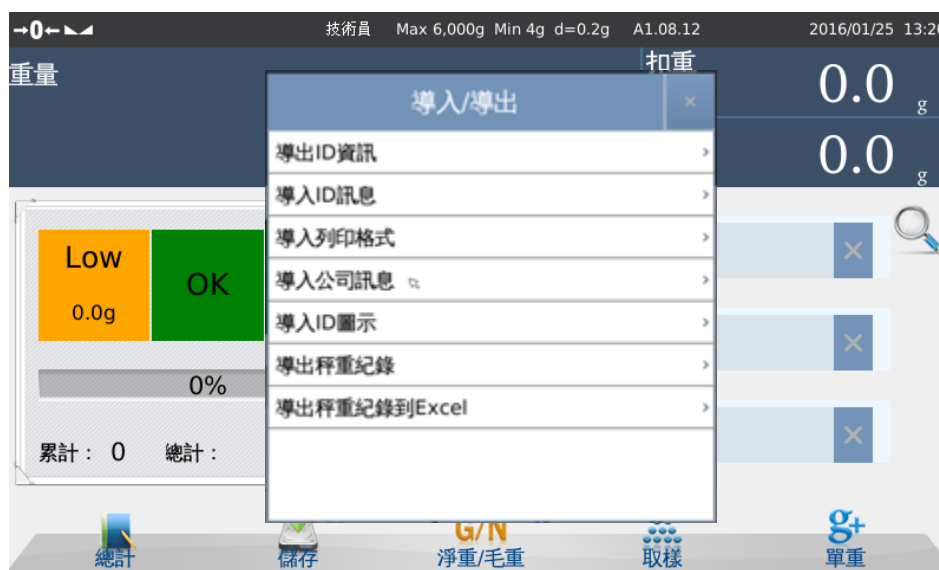 →0←
技術員 Max 6,000g Min 4g d=0.2g A1.08.12 2016/01/25 13:20
重量
扣重
0.0 g
0.0 g
導入/導出
×
導出ID資訊 ›
導入ID訊息 ›
導入列印格式 ›
導入公司訊息 ›
導入ID圖示 ›
導出秤重紀錄 ›
導出秤重紀錄到Excel ›
Low
0.0g
OK
0%
累計： 0 總計：
總計
儲存
G/N
淨重/毛重
取樣
g+
單重